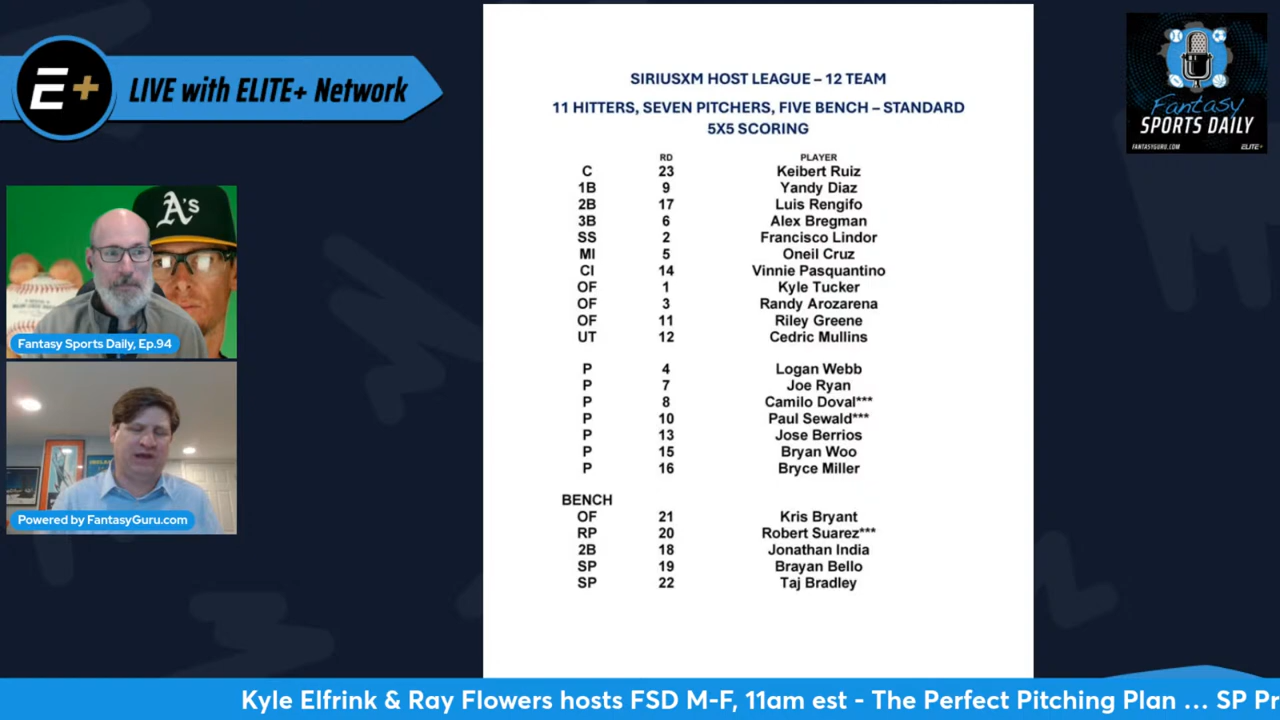 E+ LIVE with ELITE+ Network
Fantasy
SPORTS DAILY
FANTASYGURU.COM ELITE+
A's
Fantasy Sports Daily, Ep.94
Powered by FantasyGuru.com
SIRIUSXM HOST LEAGUE – 12 TEAM
11 HITTERS, SEVEN PITCHERS, FIVE BENCH – STANDARD
5X5 SCORING
RD PLAYER
C 23 Keibert Ruiz
1B 9 Yandy Diaz
2B 17 Luis Rengifo
3B 6 Alex Bregman
SS 2 Francisco Lindor
MI 5 Oneil Cruz
CI 14 Vinnie Pasquantino
OF 1 Kyle Tucker
OF 3 Randy Arozarena
OF 11 Riley Greene
UT 12 Cedric Mullins
P 4 Logan Webb
P 7 Joe Ryan
P 8 Camilo Doval***
P 10 Paul Sewald***
P 13 Jose Berrios
P 15 Bryan Woo
P 16 Bryce Miller
BENCH
OF 21 Kris Bryant
RP 20 Robert Suarez***
2B 18 Jonathan India
SP 19 Brayan Bello
SP 22 Taj Bradley
Kyle Elfrink & Ray Flowers hosts FSD M-F, 11am est - The Perfect Pitching Plan ... SP Pr